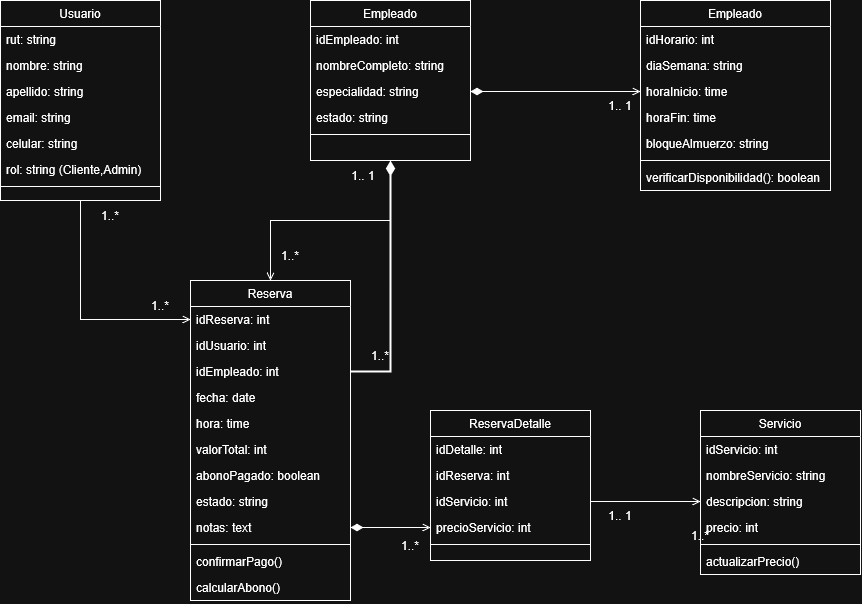 Usuario
rut: string
nombre: string
apellido: string
email: string
celular: string
rol: string (Cliente,Admin)
Empleado
idEmpleado: int
nombreCompleto: string
especialidad: string
estado: string
Empleado
idHorario: int
diaSemana: string
horaInicio: time
horaFin: time
bloqueAlmuerzo: string
verificarDisponibilidad(): boolean
1.. 1
1.. 1
1..*
1..*
1..*
1..*
Reserva
idReserva: int
idUsuario: int
idEmpleado: int
fecha: date
hora: time
valorTotal: int
abonoPagado: boolean
estado: string
notas: text
confirmarPago()
calcularAbono()
1..*
ReservaDetalle
idDetalle: int
idReserva: int
idServicio: int
precioServicio: int
1.. 1
1..*
Servicio
idServicio: int
nombreServicio: string
descripcion: string
precio: int
actualizarPrecio()